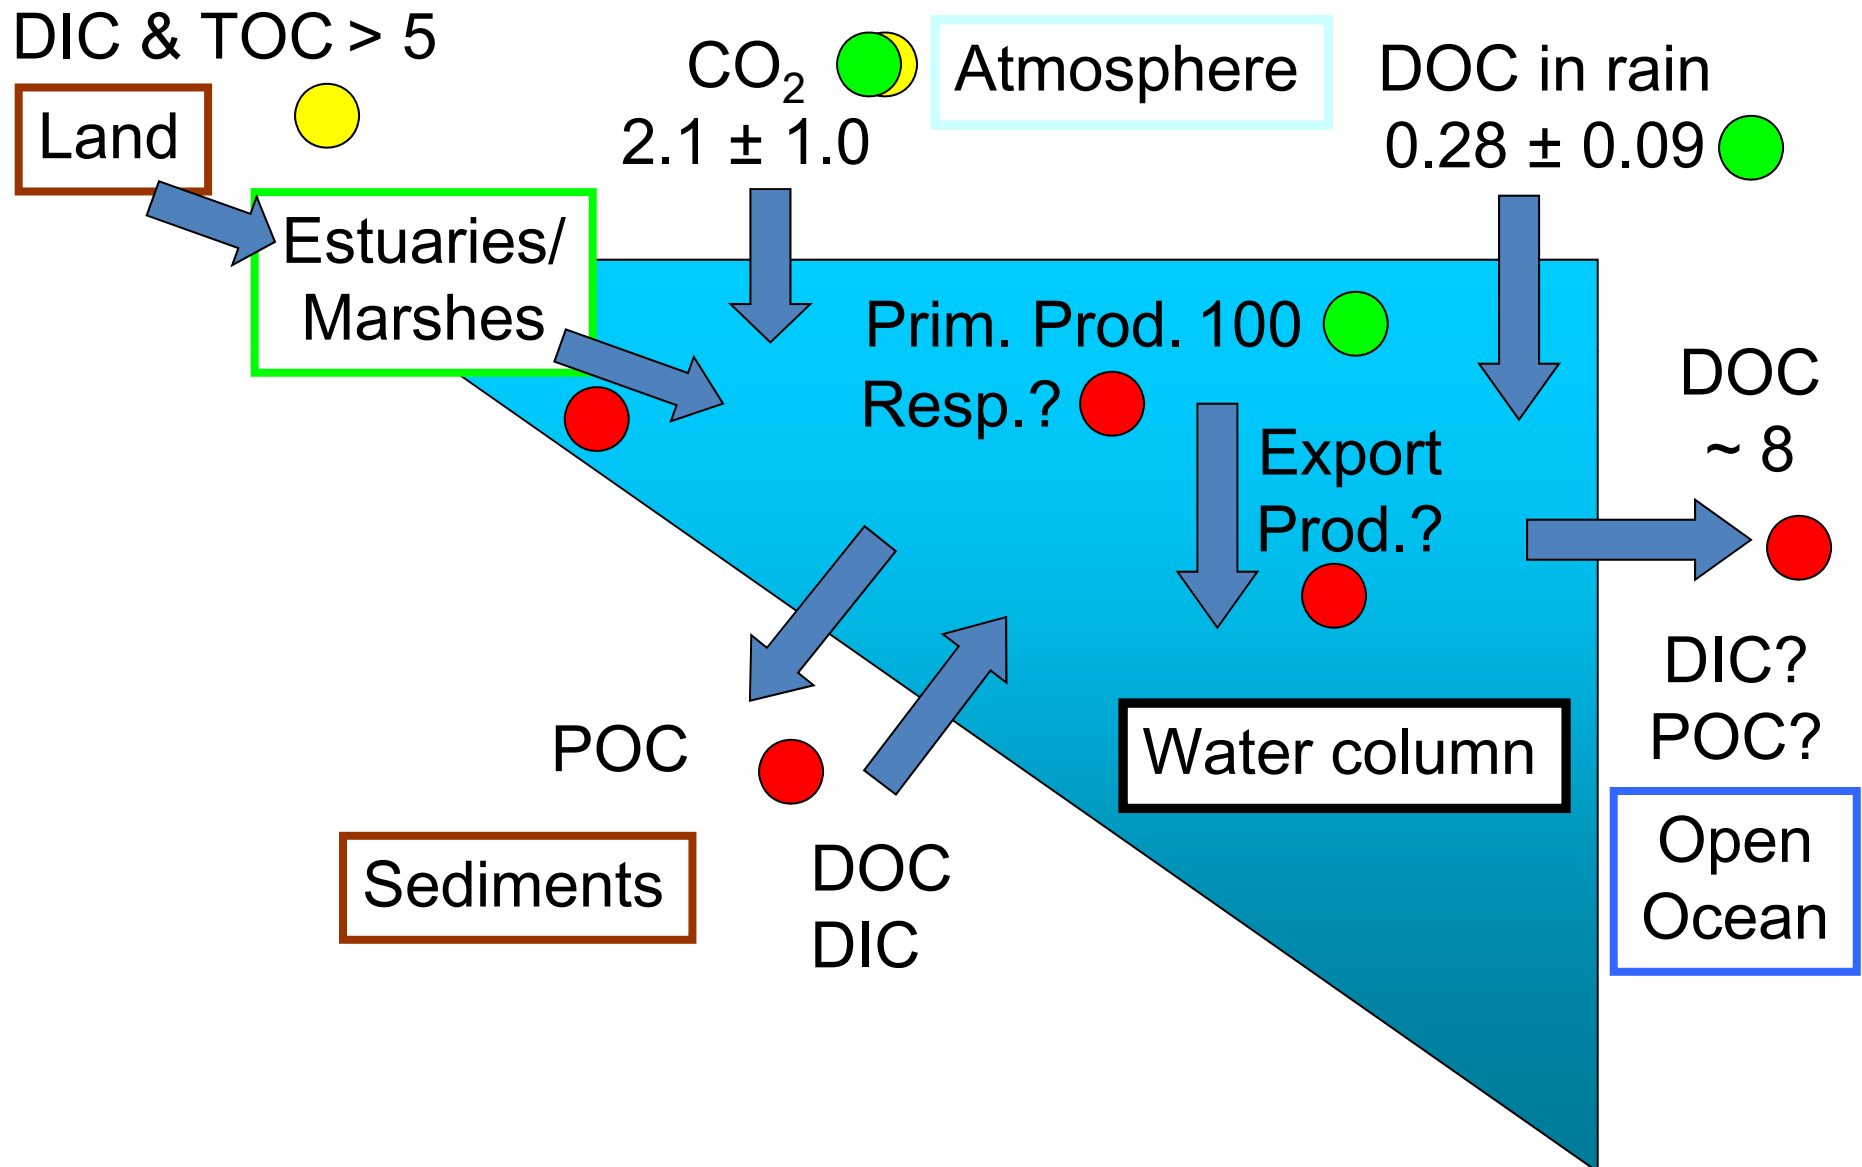 DIC & TOC > 5
Land
CO₂
2.1 ± 1.0
Atmosphere
DOC in rain
0.28 ± 0.09
Estuaries/
Marshes
Prim. Prod. 100
Resp.?
Export
Prod.?
DOC
~ 8
DIC?
POC?
Open
Ocean
Water column
POC
Sediments
DOC
DIC